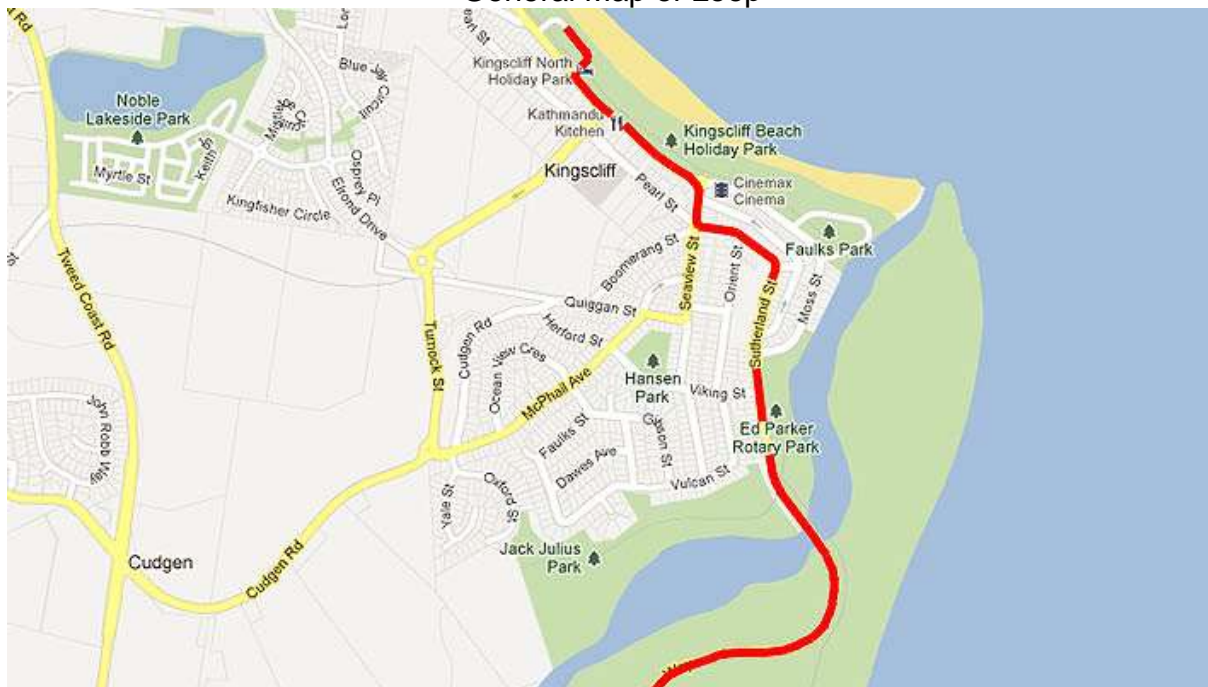 General Map of Loop
Pearl St
Kingscliff North
Holiday Park
Blue Jay Circuit
Noble
Lakeside Park
Kathmandu
Kitchen
Kingscliff Beach
Holiday Park
Keith
Osprey Pl
Myrtle St
Elrond Drive
Kingscliff
Pearl St
Cinemax
Cinema
Kingfisher Circle
Faulks Park
Boomerang St
Seaview St
Orient St
Moss St
Tweed Coast Rd
Quiggan St
Sutherland St
Turnock St
Cudgen Rd
Herford St
Ocean View Cres
Hansen
Park
McPhail Ave
Viking St
John Robb Way
Faulks St
Gibson St
Ed Parker
Rotary Park
Dawes Ave
Vulcan St
Oxford St
Yale St
Jack Julius
Park
Cudgen
Cudgen Rd